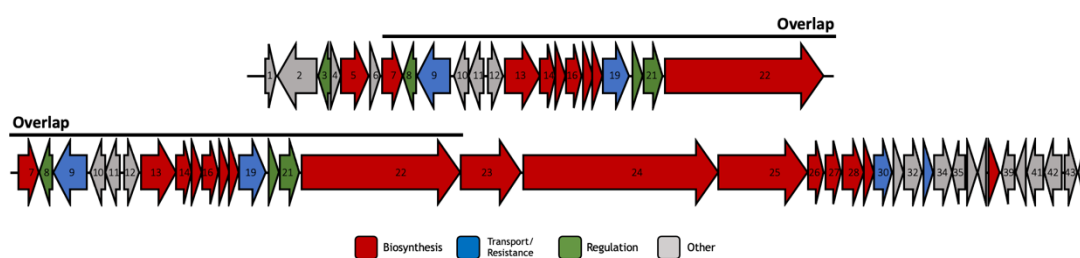 Overlap
1 2 3 4 5 6 7 8 9 10 11 12 13 14 16 19 21 22
Overlap
7 8 9 10 11 12 13 14 16 19 21 22 23 24 25 26 27 28 30 32 34 35 39 41 42 43
Biosynthesis Transport/ Regulation Other
Resistance